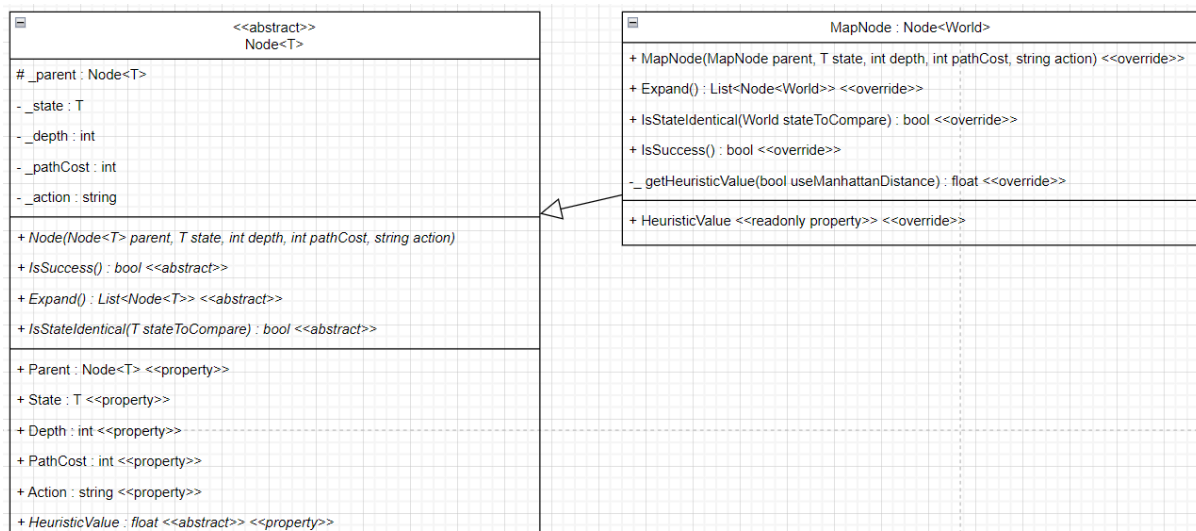 <<abstract>>
Node<T>
# _parent : Node<T>
- _state : T
- _depth : int
- _pathCost : int
- _action : string
+ Node(Node<T> parent, T state, int depth, int pathCost, string action)
+ IsSuccess() : bool <<abstract>>
+ Expand() : List<Node<T>> <<abstract>>
+ IsStateIdentical(T stateToCompare) : bool <<abstract>>
+ Parent : Node<T> <<property>>
+ State : T <<property>>
+ Depth : int <<property>>
+ PathCost : int <<property>>
+ Action : string <<property>>
+ HeuristicValue : float <<abstract>> <<property>>
MapNode : Node<World>
+ MapNode(MapNode parent, T state, int depth, int pathCost, string action) <<override>>
+ Expand() : List<Node<World>> <<override>>
+ IsStateIdentical(World stateToCompare) : bool <<override>>
+ IsSuccess() : bool <<override>>
-_ getHeuristicValue(bool useManhattanDistance) : float <<override>>
+ HeuristicValue <<readonly property>> <<override>>